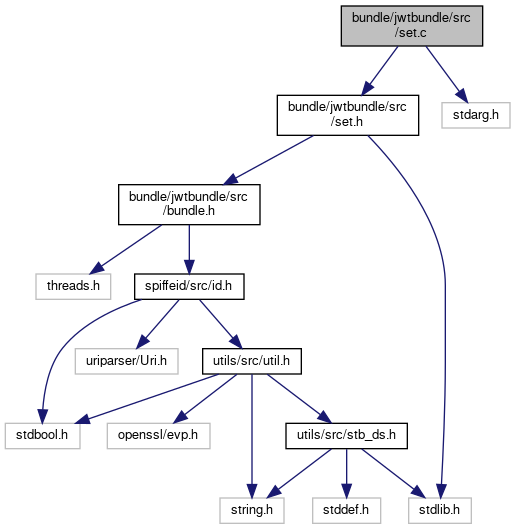 bundle/jwtbundle/src
/set.c
bundle/jwtbundle/src
/set.h
stdarg.h
bundle/jwtbundle/src
/bundle.h
threads.h
spiffeid/src/id.h
uriparser/Uri.h
utils/src/util.h
stdbool.h
openssl/evp.h
utils/src/stb_ds.h
string.h
stddef.h
stdlib.h